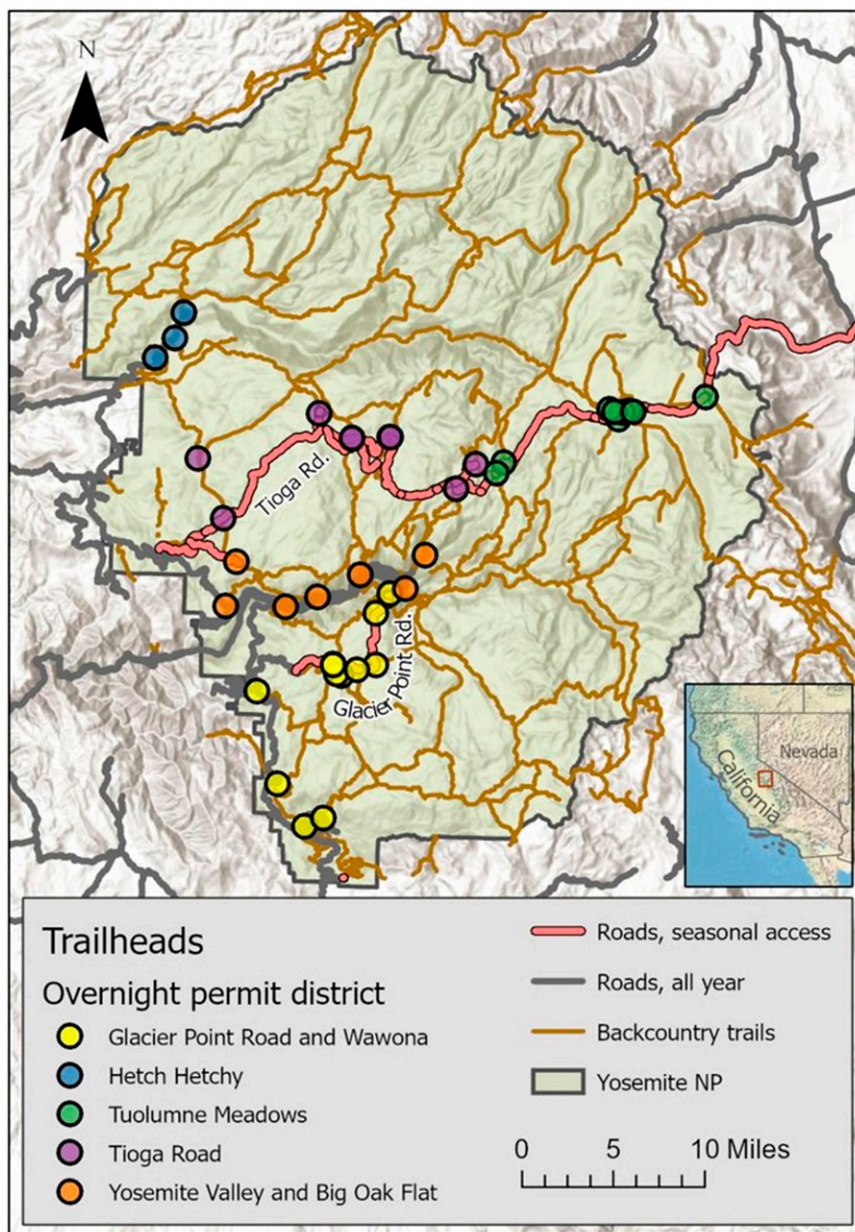 N
Tioga Rd.
Glacier Point Rd.
Nevada
California
Trailheads
Overnight permit district
Glacier Point Road and Wawona
Hetch Hetchy
Tuolumne Meadows
Tioga Road
Yosemite Valley and Big Oak Flat
Roads, seasonal access
Roads, all year
Backcountry trails
Yosemite NP
0 5 10 Miles